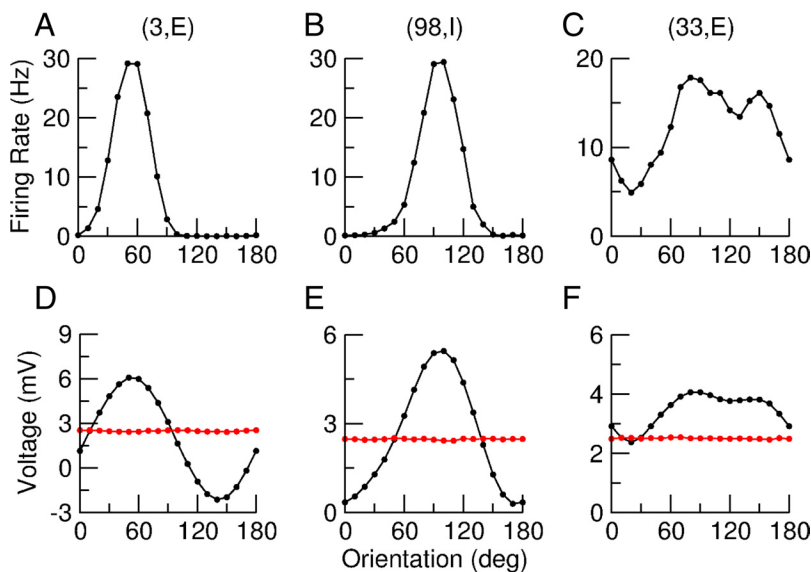 A (3,E) B (98,I) C (33,E)
Firing Rate (Hz)
30 20 10 0
0 60 120 180
30 20 10 0
0 60 120 180
20 15 10 5 0
0 60 120 180
D E F
Voltage (mV)
9 6 3 0 -3
0 60 120 180
6 3 0
0 60 120 180
6 4 2 0
0 60 120 180
Orientation (deg)